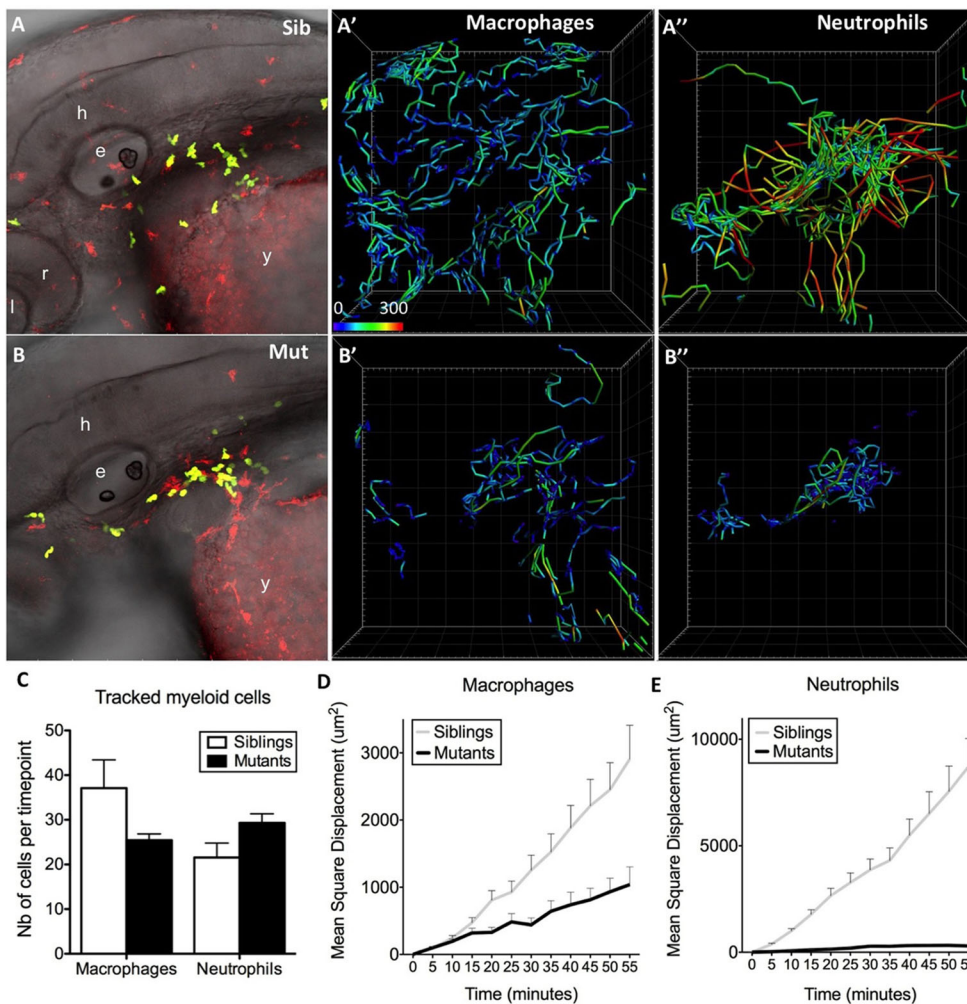 A
Sib
h
e
r
l
y
A'
Macrophages
0 300
A''
Neutrophils
B
Mut
h
e
y
B'
B''
C
Tracked myeloid cells
Nb of cells per timepoint
50
40
30
20
10
0
Siblings
Mutants
Macrophages Neutrophils
D
Macrophages
Mean Square Displacement (um²)
3000
2000
1000
0
Siblings
Mutants
0 5 10 15 20 25 30 35 40 45 50 55
Time (minutes)
E
Neutrophils
Mean Square Displacement (um²)
10000
5000
0
Siblings
Mutants
0 5 10 15 20 25 30 35 40 45 50 55
Time (minutes)